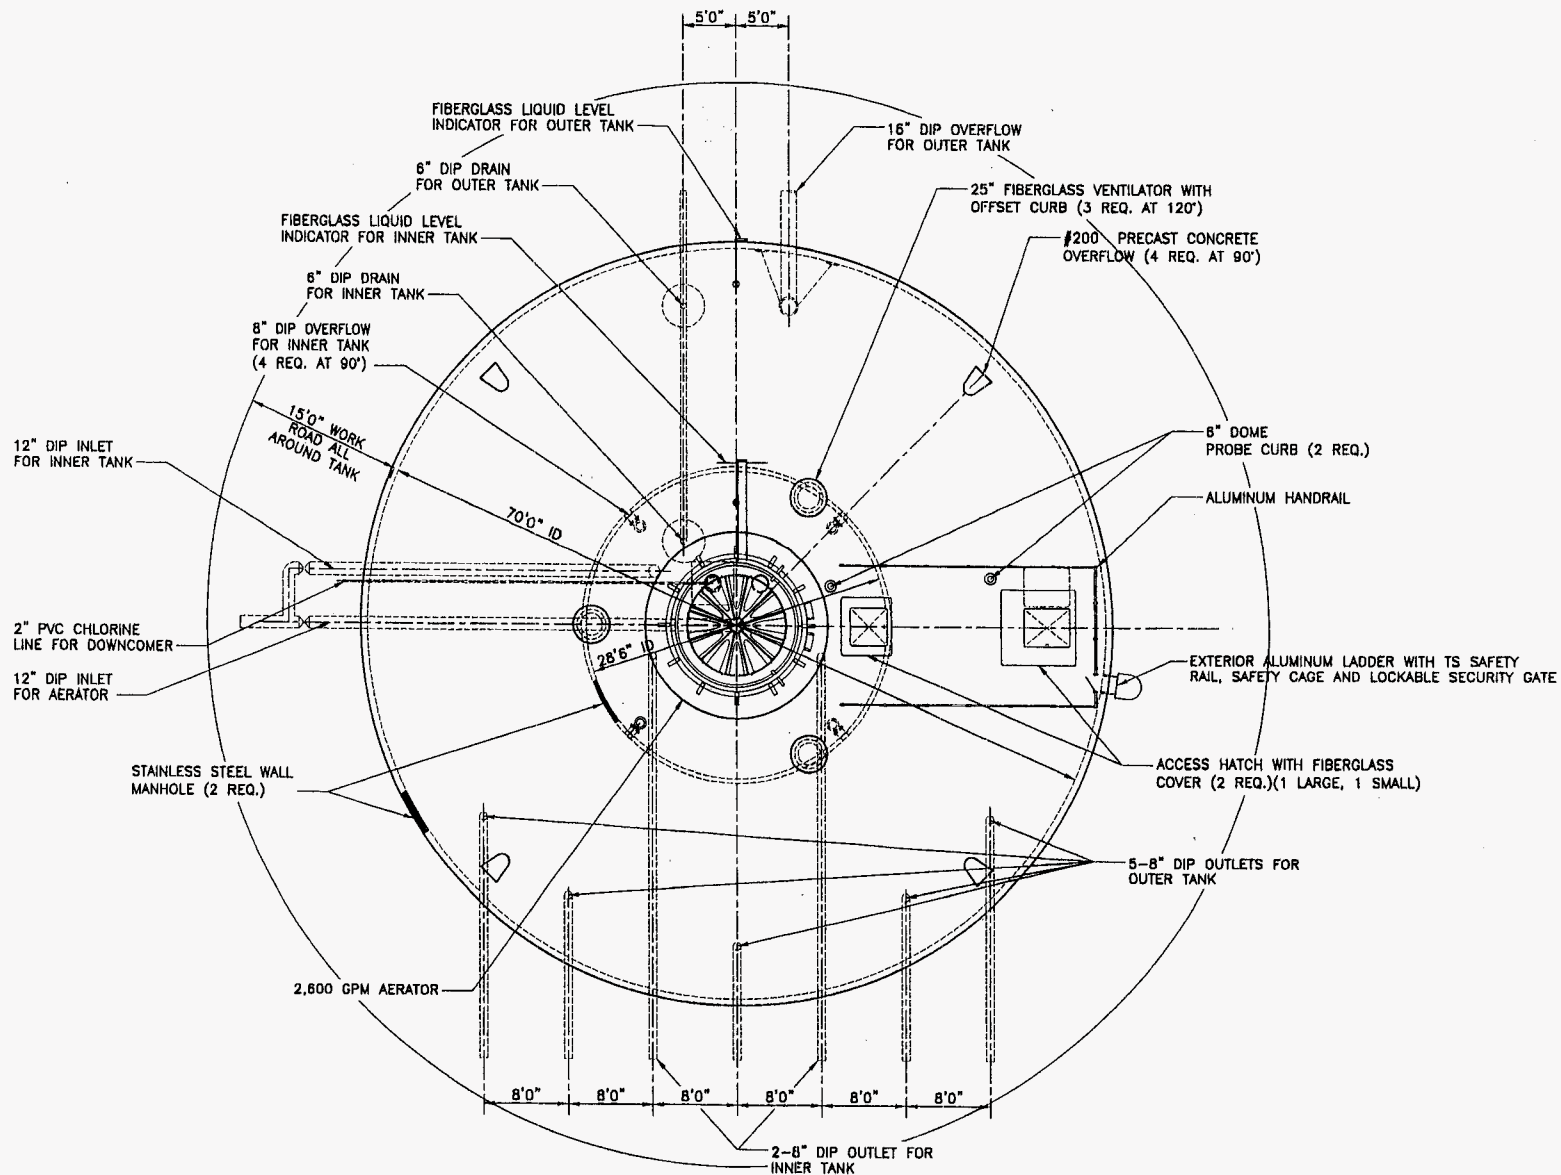 5'0" 5'0"
FIBERGLASS LIQUID LEVEL
INDICATOR FOR OUTER TANK
16" DIP OVERFLOW
FOR OUTER TANK
6" DIP DRAIN
FOR OUTER TANK
25" FIBERGLASS VENTILATOR WITH
OFFSET CURB (3 REQ. AT 120°)
FIBERGLASS LIQUID LEVEL
INDICATOR FOR INNER TANK
#200 PRECAST CONCRETE
OVERFLOW (4 REQ. AT 90°)
6" DIP DRAIN
FOR INNER TANK
8" DIP OVERFLOW
FOR INNER TANK
(4 REQ. AT 90°)
15'0" WORK
ROAD ALL
AROUND TANK
12" DIP INLET
FOR INNER TANK
6" DOME
PROBE CURB (2 REQ.)
ALUMINUM HANDRAIL
70'0" ID
2" PVC CHLORINE
LINE FOR DOWNCOMER
28'6" ID
12" DIP INLET
FOR AERATOR
EXTERIOR ALUMINUM LADDER WITH TS SAFETY
RAIL, SAFETY CAGE AND LOCKABLE SECURITY GATE
STAINLESS STEEL WALL
MANHOLE (2 REQ.)
ACCESS HATCH WITH FIBERGLASS
COVER (2 REQ.)(1 LARGE, 1 SMALL)
5-8" DIP OUTLETS FOR
OUTER TANK
2,600 GPM AERATOR
8'0" 8'0" 8'0" 8'0" 8'0" 8'0"
2-8" DIP OUTLET FOR
INNER TANK